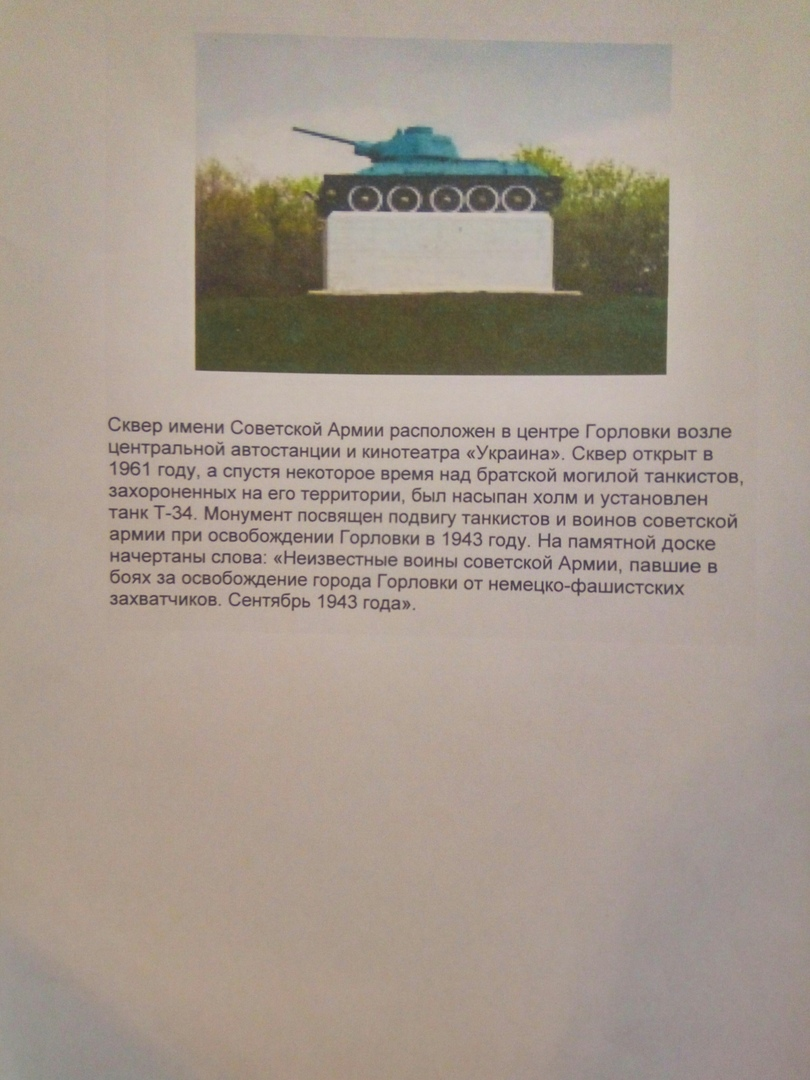 Сквер имени Советской Армии расположен в центре Горловки возле
центральной автостанции и кинотеатра «Украина». Сквер открыт в
1961 году, а спустя некоторое время над братской могилой танкистов,
захороненных на его территории, был насыпан холм и установлен
танк Т-34. Монумент посвящен подвигу танкистов и воинов советской
армии при освобождении Горловки в 1943 году. На памятной доске
начертаны слова: «Неизвестные воины советской Армии, павшие в
боях за освобождение города Горловки от немецко-фашистских
захватчиков. Сентябрь 1943 года».